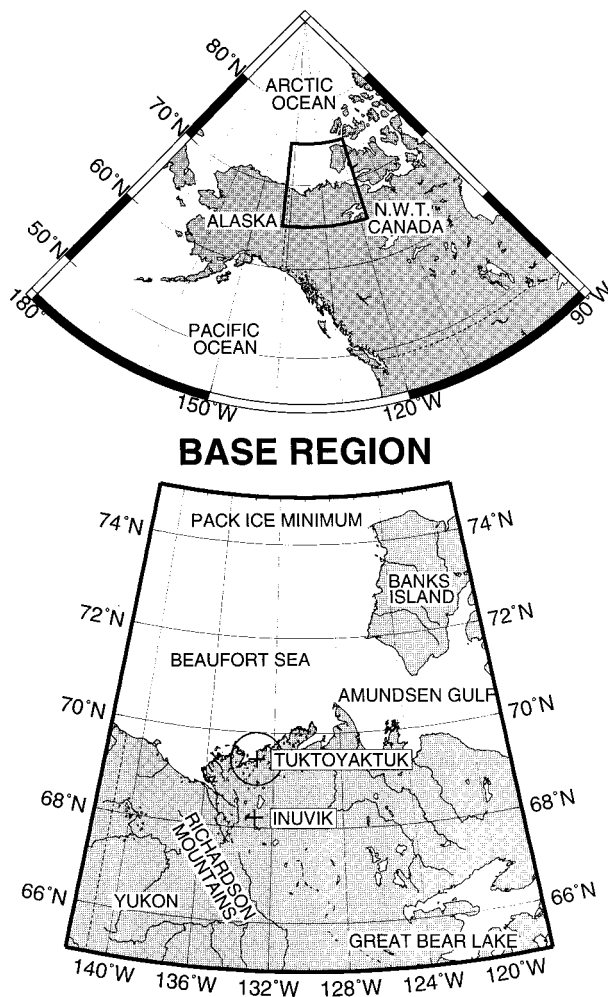 80°N
ARCTIC
OCEAN
70°N
60°N
ALASKA
N.W.T.
CANADA
50°N
180°
90°W
PACIFIC
OCEAN
150°W
120°W
BASE REGION
74°N
PACK ICE MINIMUM
74°N
BANKS
ISLAND
72°N
72°N
BEAUFORT SEA
AMUNDSEN GULF
70°N
70°N
TUKTOYAKTUK
68°N
INUVIK
68°N
RICHARDSON
MOUNTAINS
66°N
YUKON
66°N
GREAT BEAR LAKE
140°W
136°W
132°W
128°W
124°W
120°W